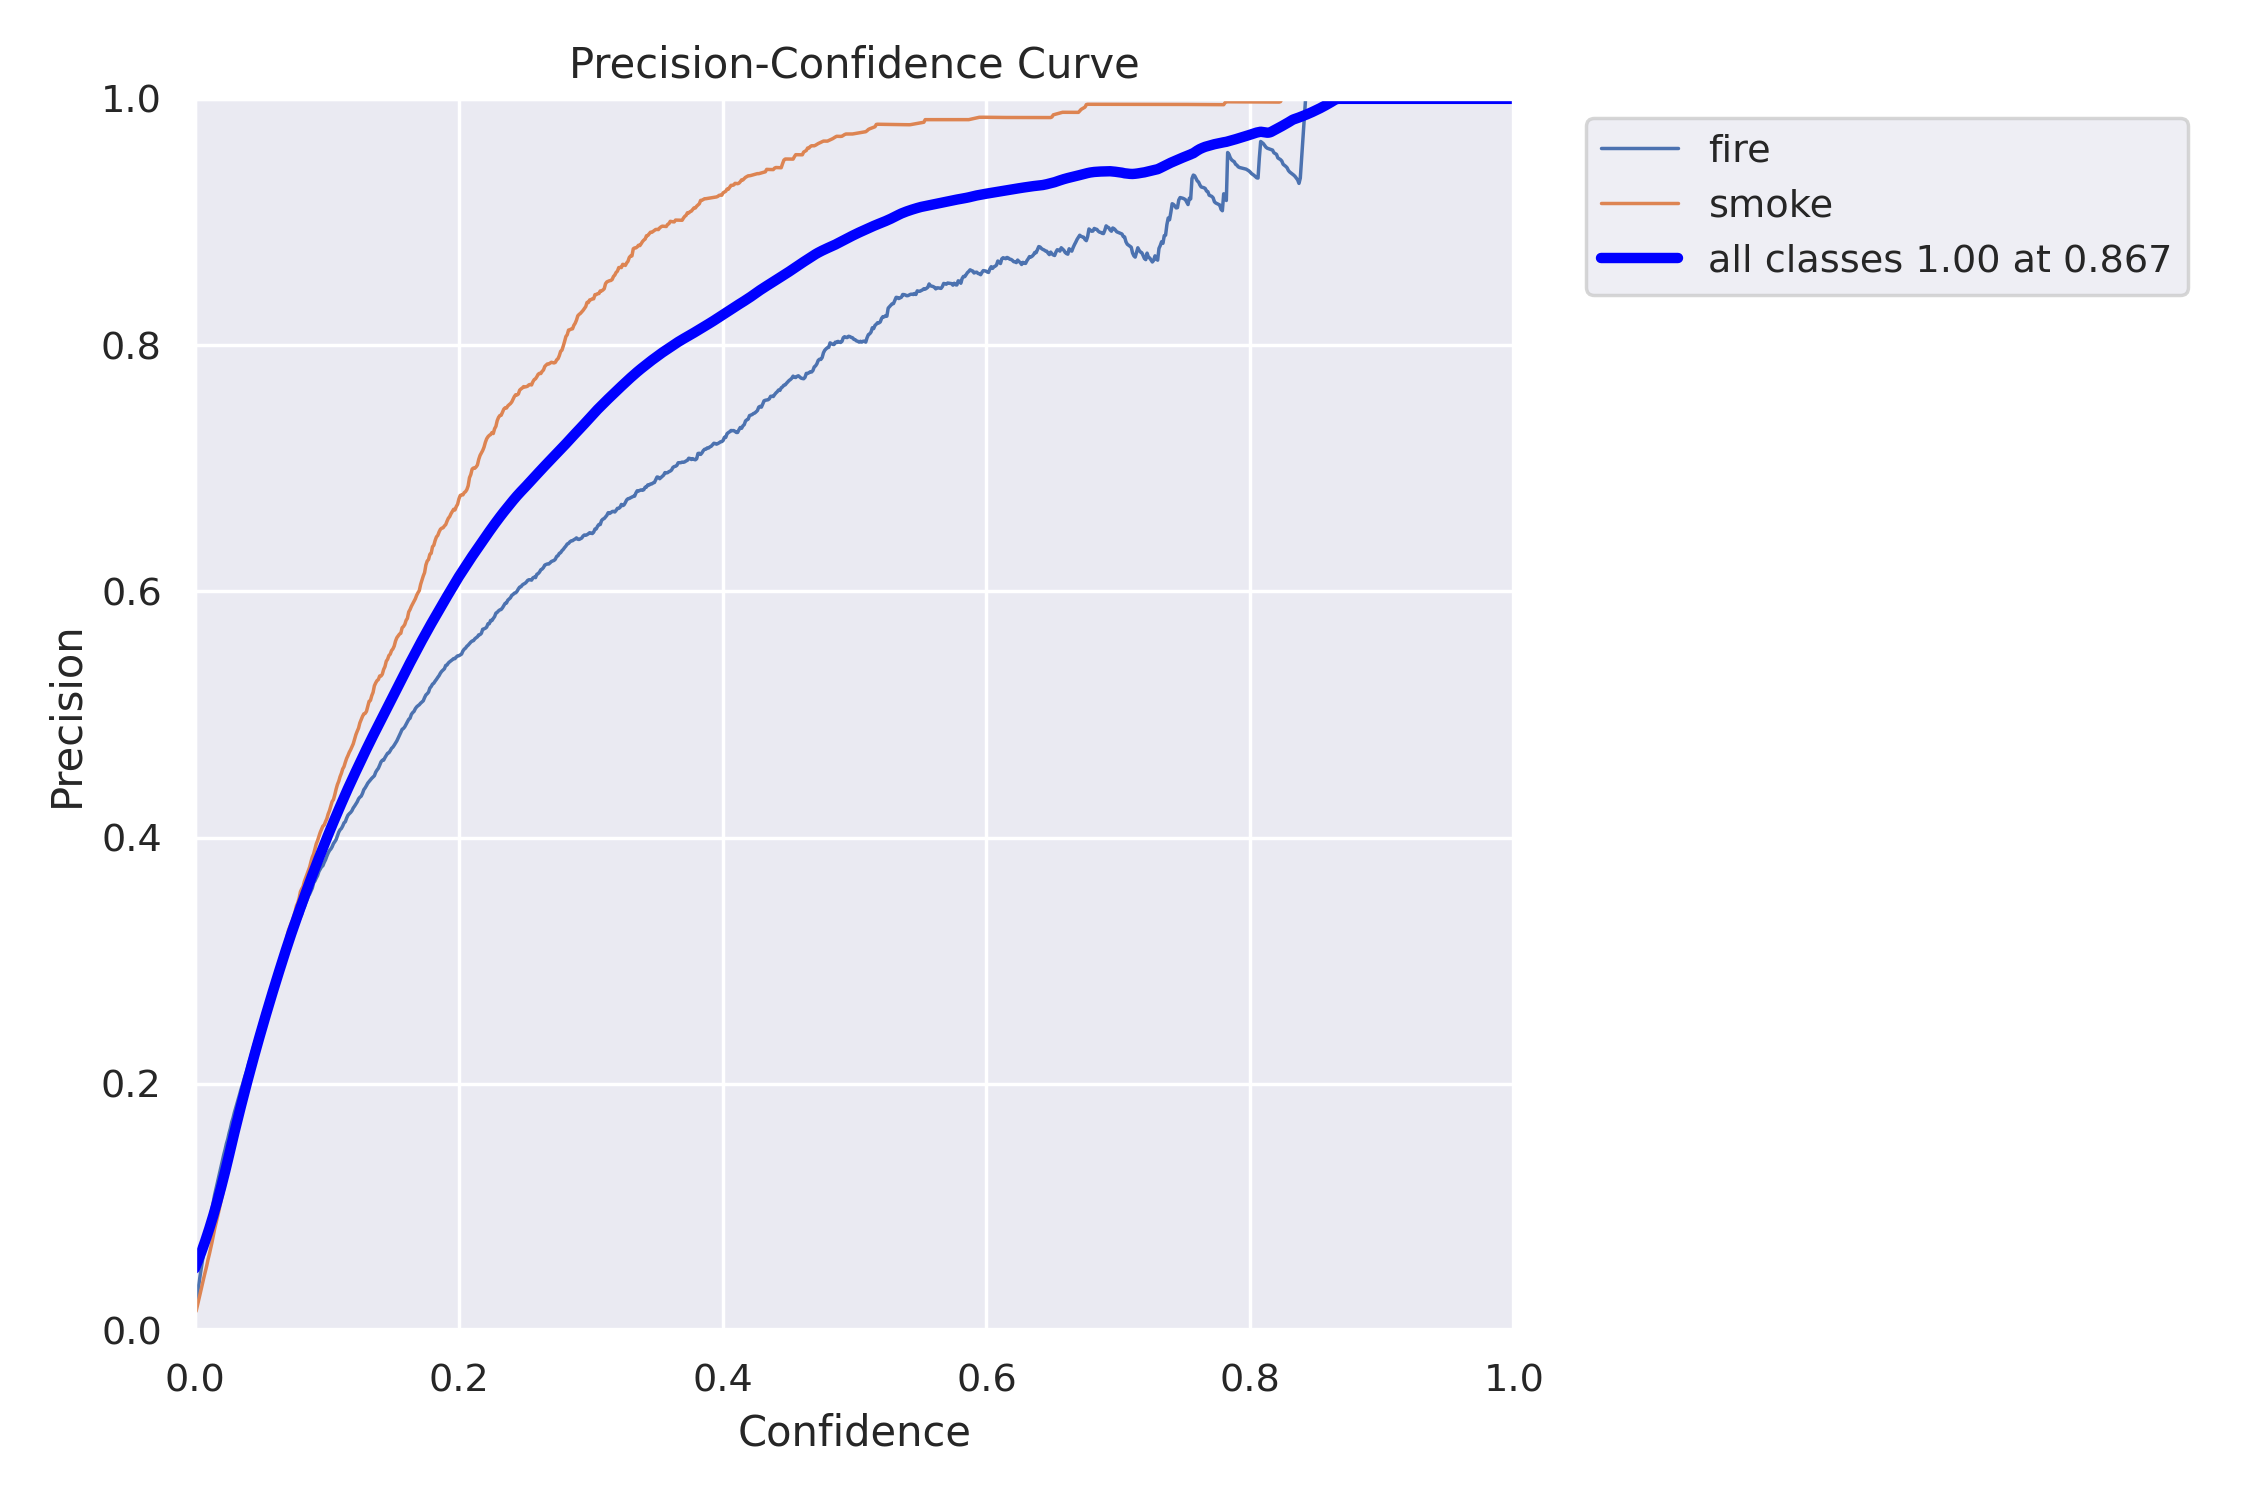 Precision-Confidence Curve
1.0
0.8
0.6
0.4
0.2
0.0
Precision
0.0 0.2 0.4 0.6 0.8 1.0
Confidence
fire
smoke
all classes 1.00 at 0.867